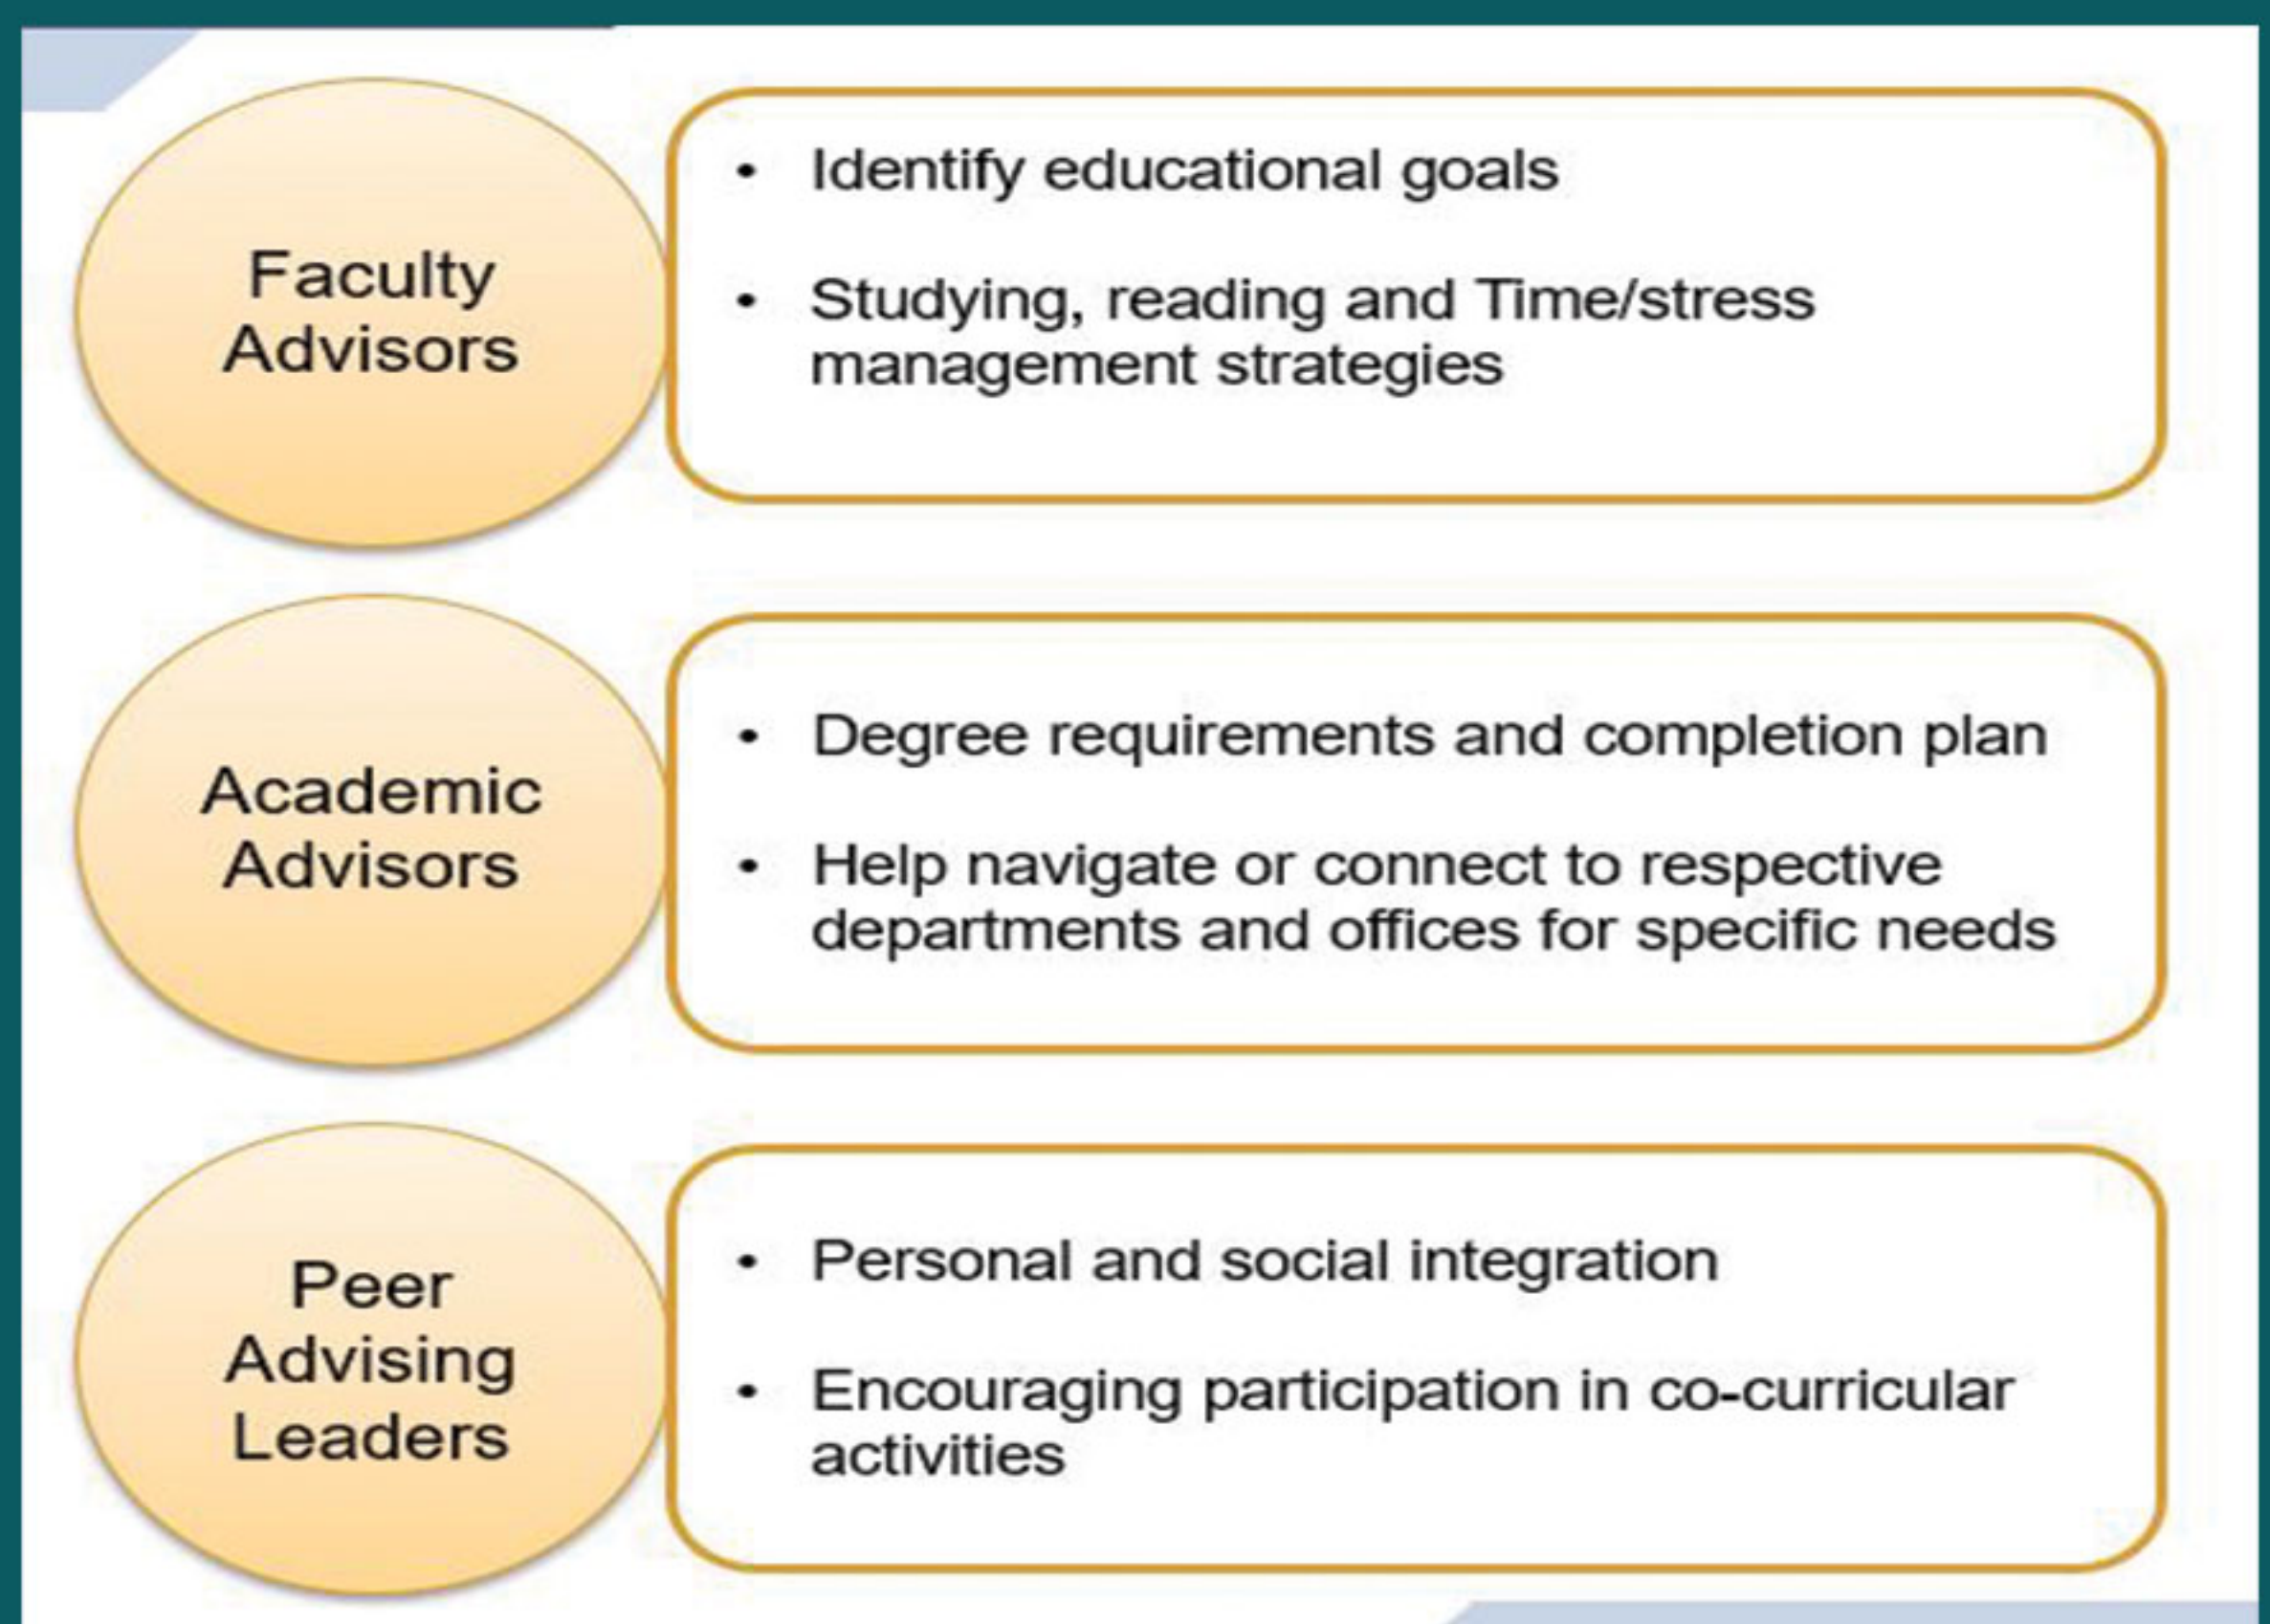 Faculty
Advisors
• Identify educational goals
• Studying, reading and Time/stress
management strategies
Academic
Advisors
• Degree requirements and completion plan
• Help navigate or connect to respective
departments and offices for specific needs
Peer
Advising
Leaders
• Personal and social integration
• Encouraging participation in co-curricular
activities